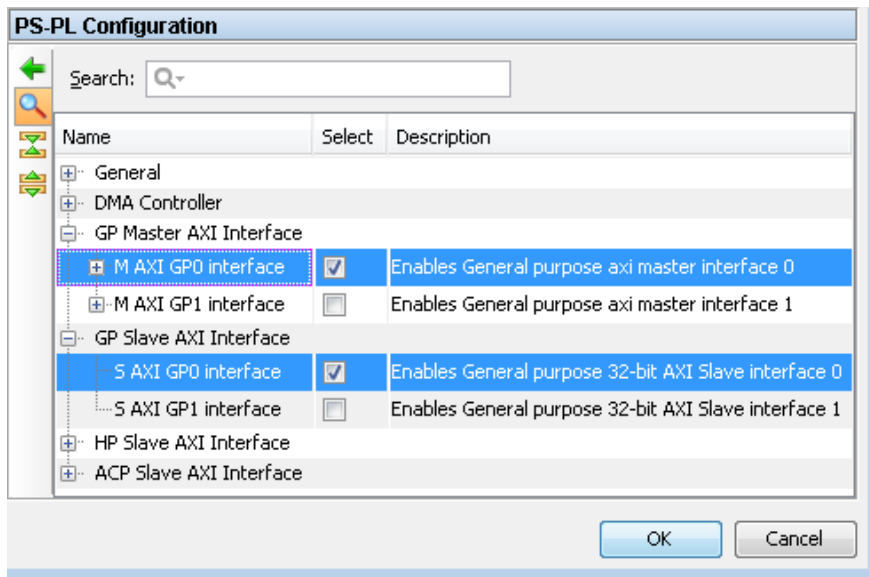 PS-PL Configuration
Search:
Name Select Description
General
DMA Controller
GP Master AXI Interface
M AXI GP0 interface Enables General purpose axi master interface 0
M AXI GP1 interface Enables General purpose axi master interface 1
GP Slave AXI Interface
S AXI GP0 interface Enables General purpose 32-bit AXI Slave interface 0
S AXI GP1 interface Enables General purpose 32-bit AXI Slave interface 1
HP Slave AXI Interface
ACP Slave AXI Interface
OK Cancel